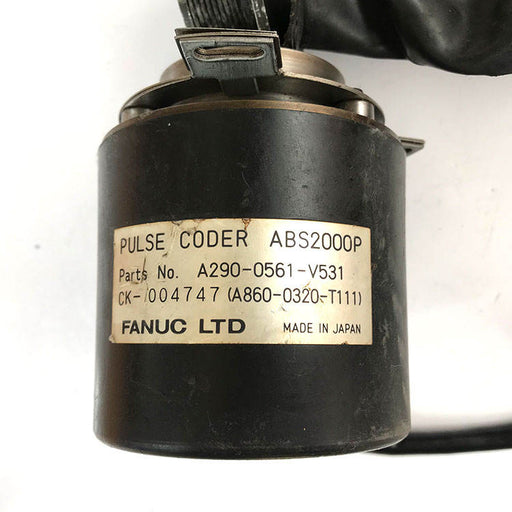 PULSE CODER ABS2000P
Parts No. A290-0561-V531
CK-004747 (A860-0320-T111)
FANUC LTD MADE IN JAPAN